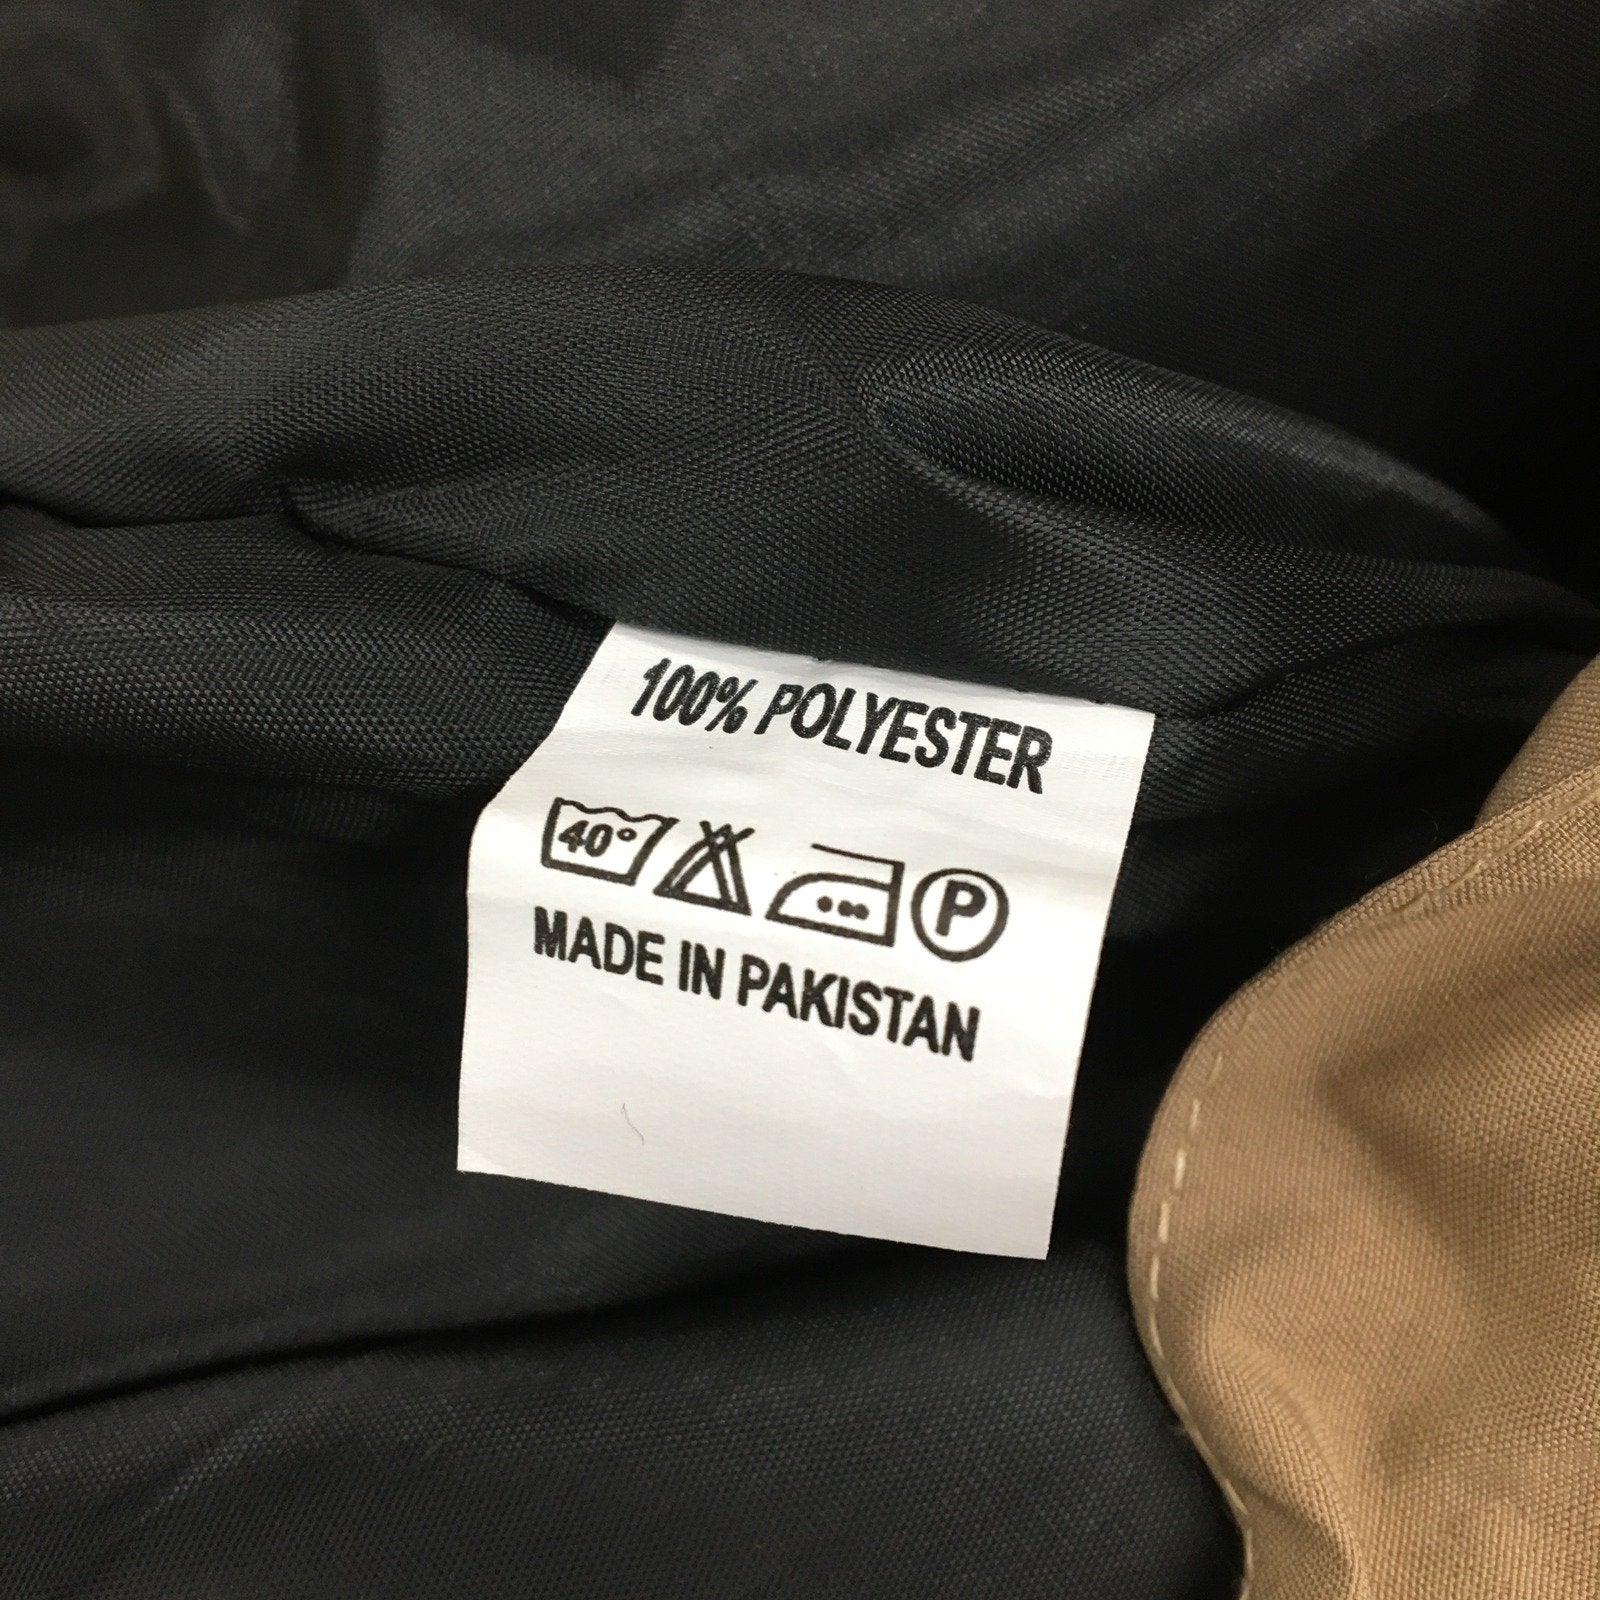 100% POLYESTER
40° P
MADE IN PAKISTAN